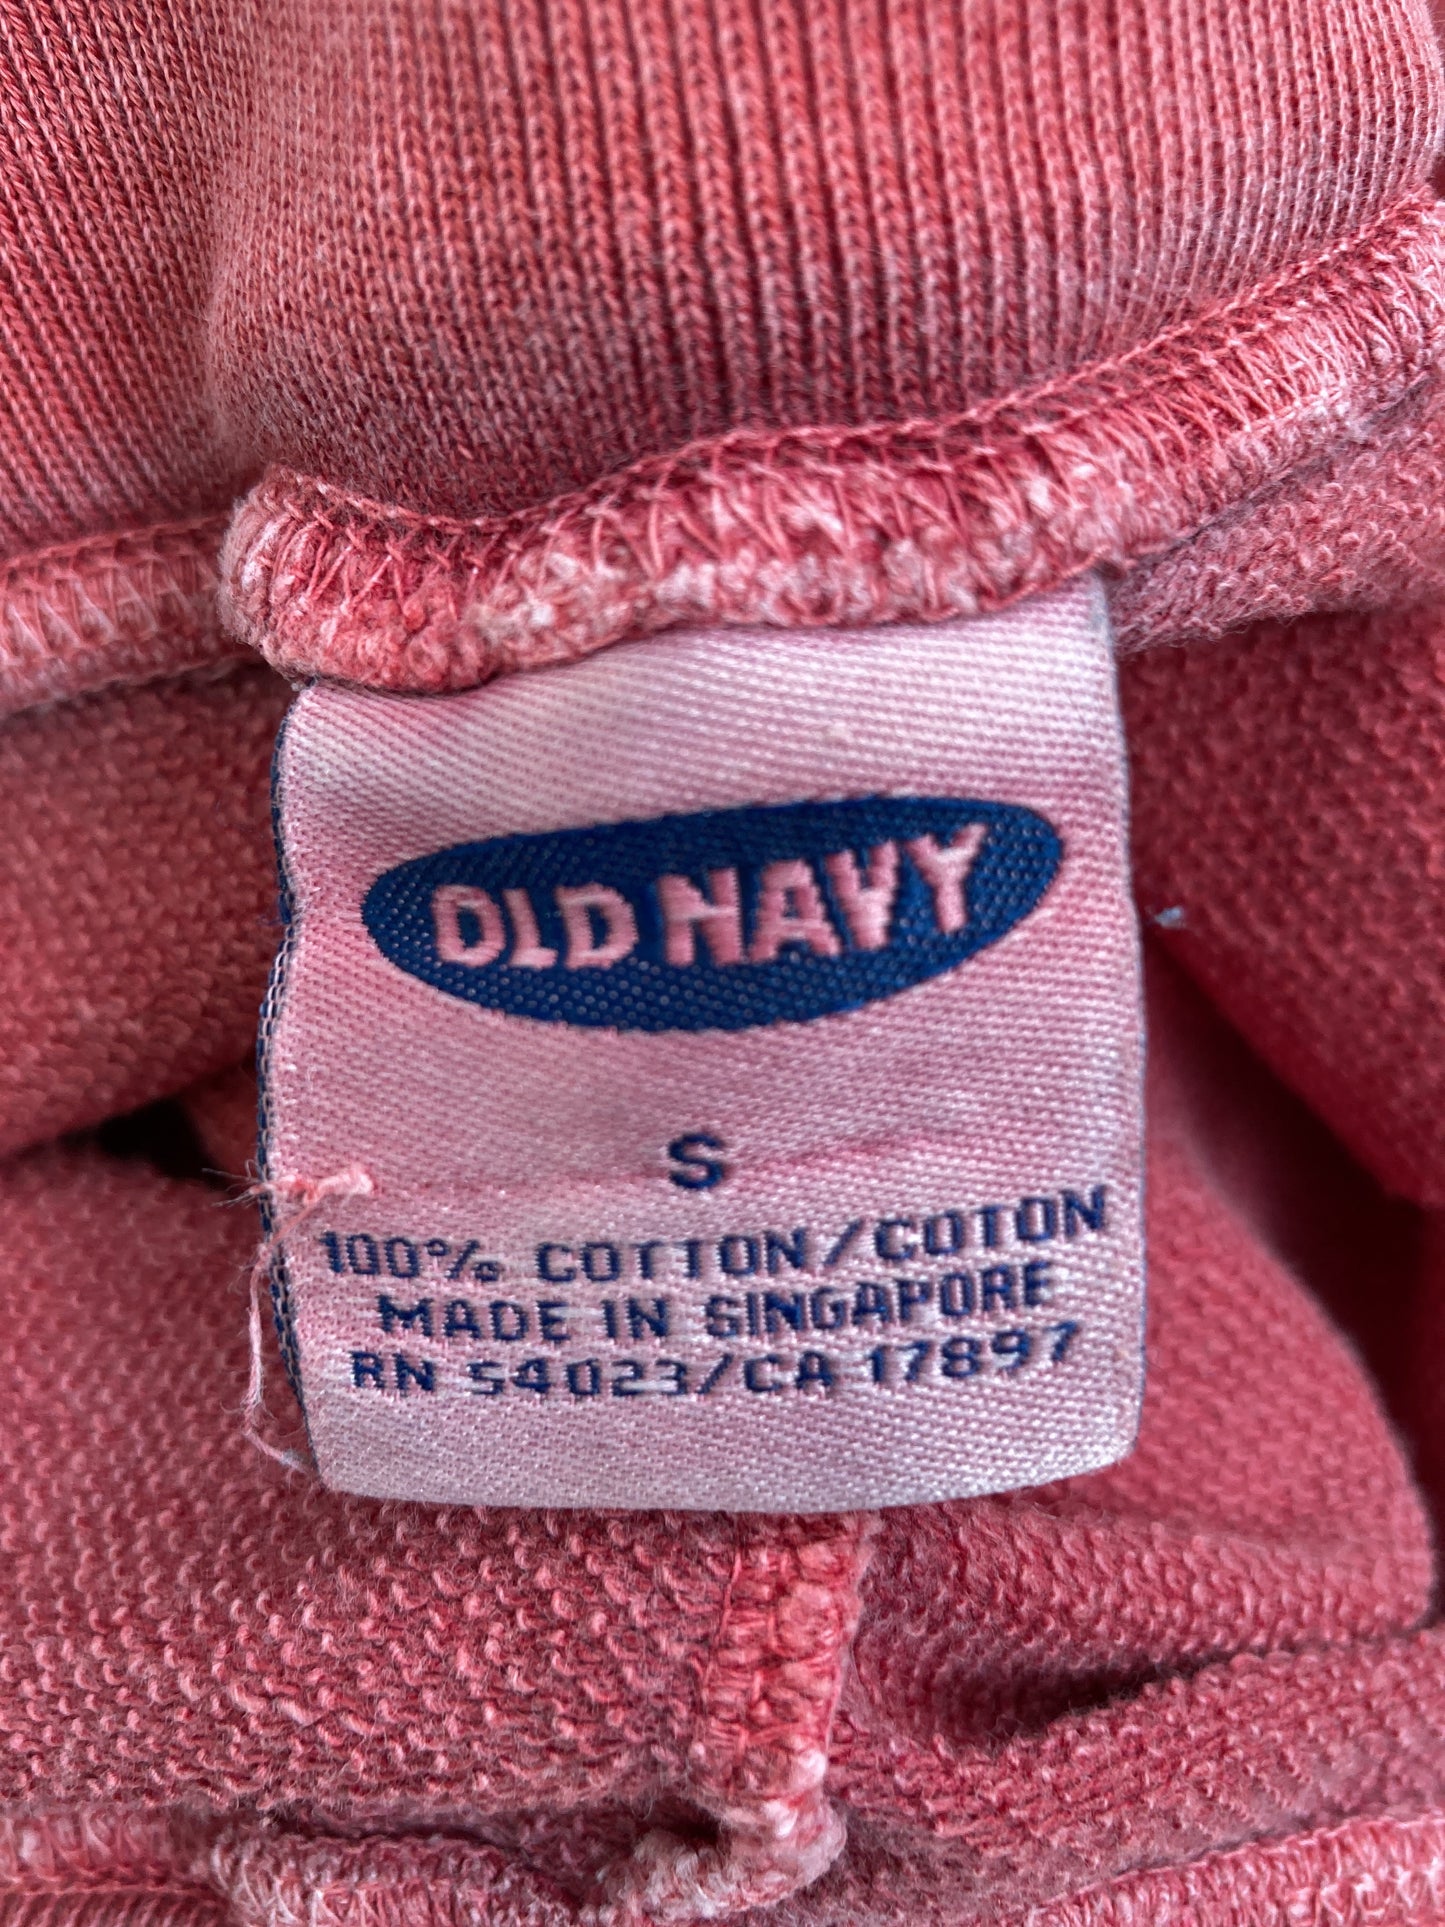 OLD NAVY
S
100% COTTON/COTON
MADE IN SINGAPORE
RN 54023/CA 17897